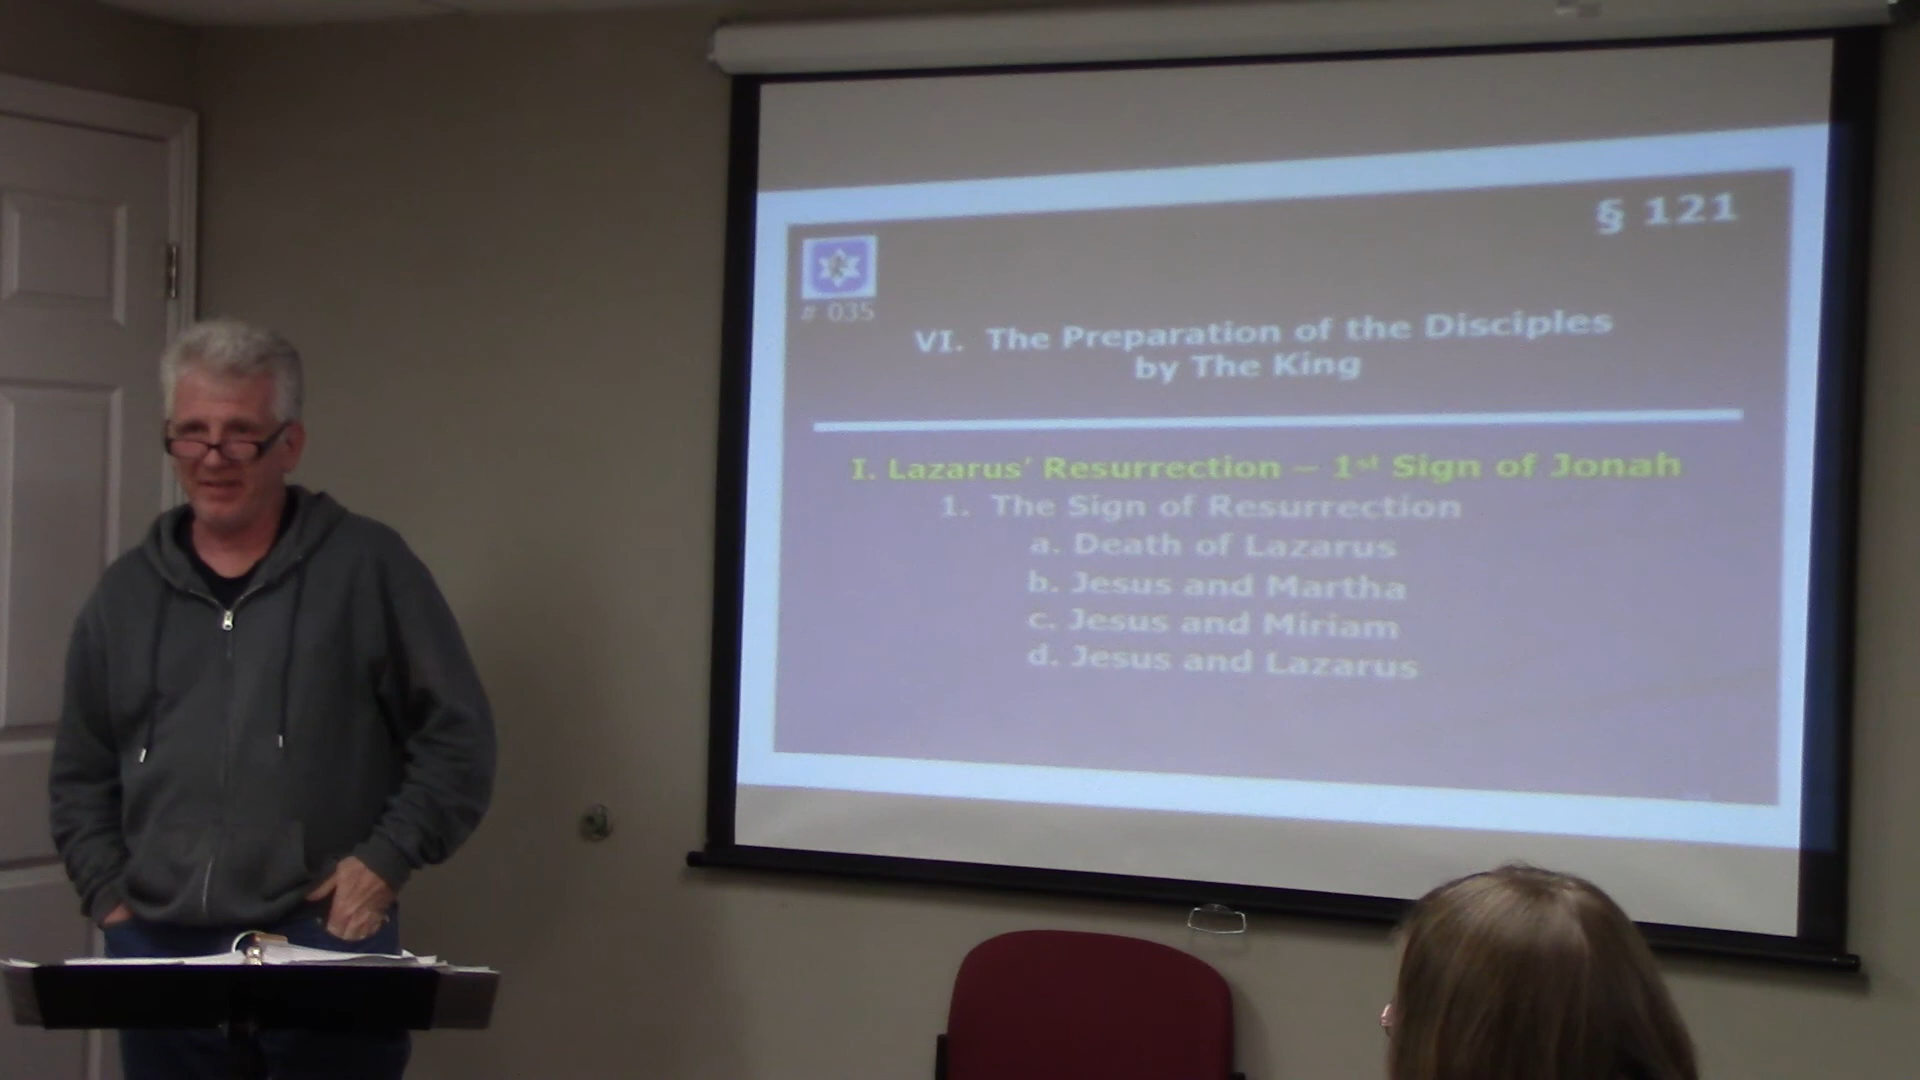 § 121
# 035
VI. The Preparation of the Disciples
by The King
I. Lazarus’ Resurrection – 1st Sign of Jonah
1. The Sign of Resurrection
a. Death of Lazarus
b. Jesus and Martha
c. Jesus and Miriam
d. Jesus and Lazarus